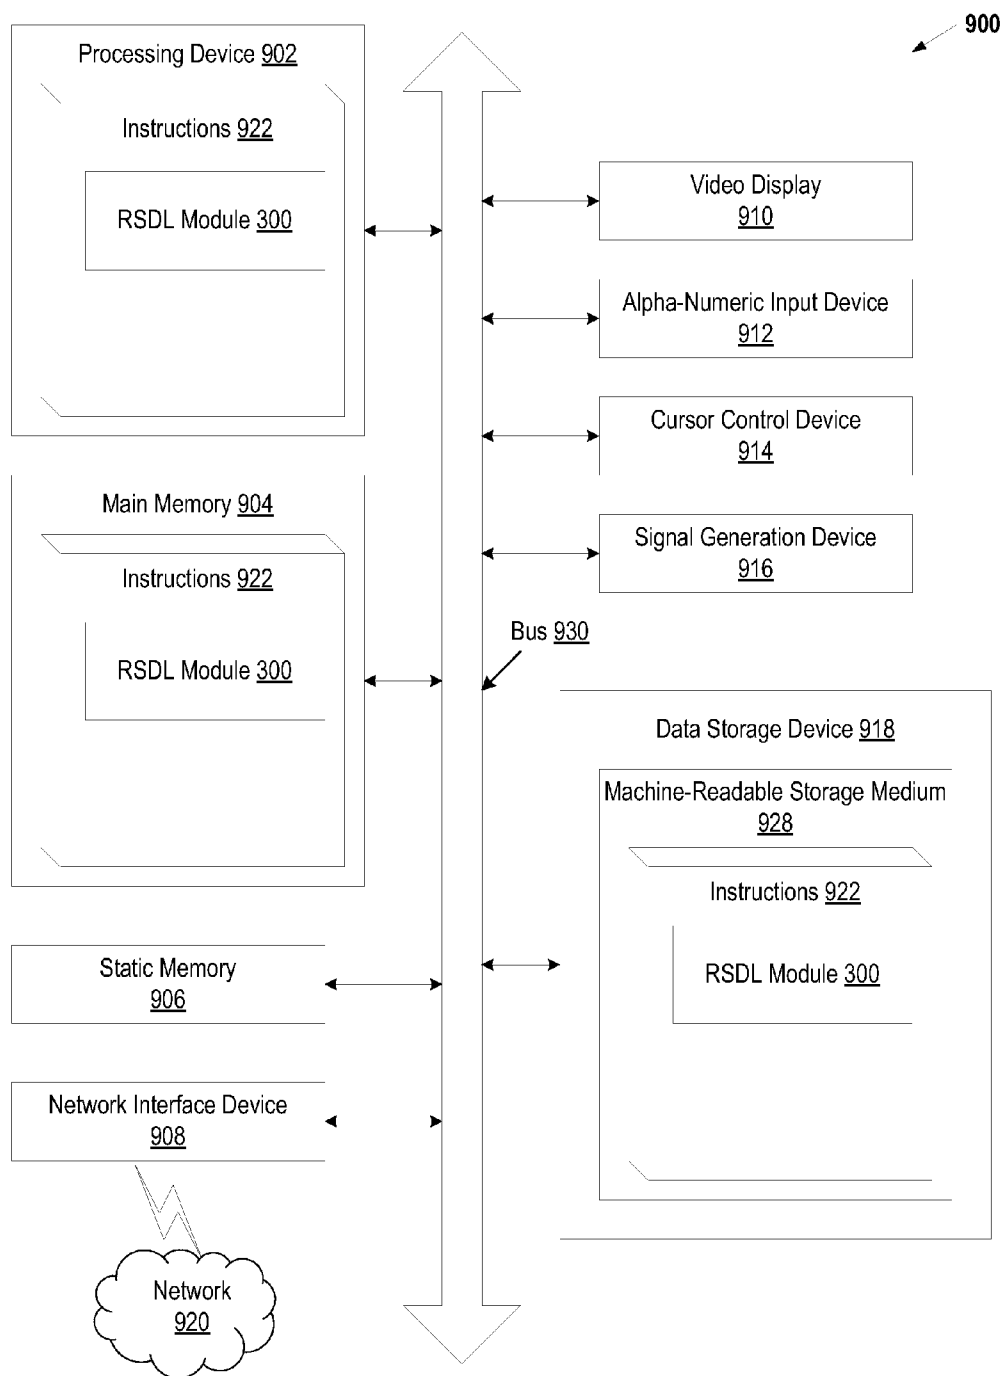 900
Processing Device 902
Instructions 922
RSDL Module 300
Video Display
910
Alpha-Numeric Input Device
912
Cursor Control Device
914
Main Memory 904
Instructions 922
RSDL Module 300
Signal Generation Device
916
Bus 930
Data Storage Device 918
Machine-Readable Storage Medium
928
Instructions 922
RSDL Module 300
Static Memory
906
Network Interface Device
908
Network
920